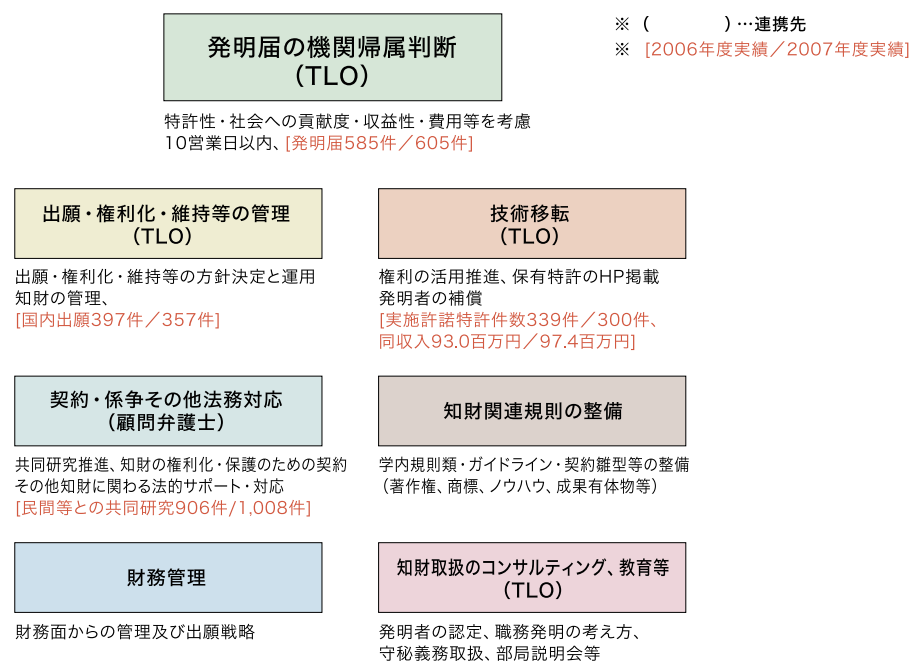 発明届の機関帰属判断
（TLO）
※（　　　　）…連携先
※ [2006年度実績／2007年度実績]
特許性・社会への貢献度・収益性・費用等を考慮
10営業日以内、[発明届585件／605件]
出願・権利化・維持等の管理
（TLO）
出願・権利化・維持等の方針決定と運用
知財の管理、
[国内出願397件／357件]
技術移転
（TLO）
権利の活用推進、保有特許のHP掲載
発明者の補償
[実施許諾特許件数339件／300件、
同収入93.0百万円／97.4百万円]
契約・係争その他法務対応
（顧問弁護士）
共同研究推進、知財の権利化・保護のための契約
その他知財に関わる法的サポート・対応
[民間等との共同研究906件/1,008件]
知財関連規則の整備
学内規則類・ガイドライン・契約雛型等の整備
（著作権、商標、ノウハウ、成果有体物等）
財務管理
財務面からの管理及び出願戦略
知財取扱のコンサルティング、教育等
（TLO）
発明者の認定、職務発明の考え方、
守秘義務取扱、部局説明会等